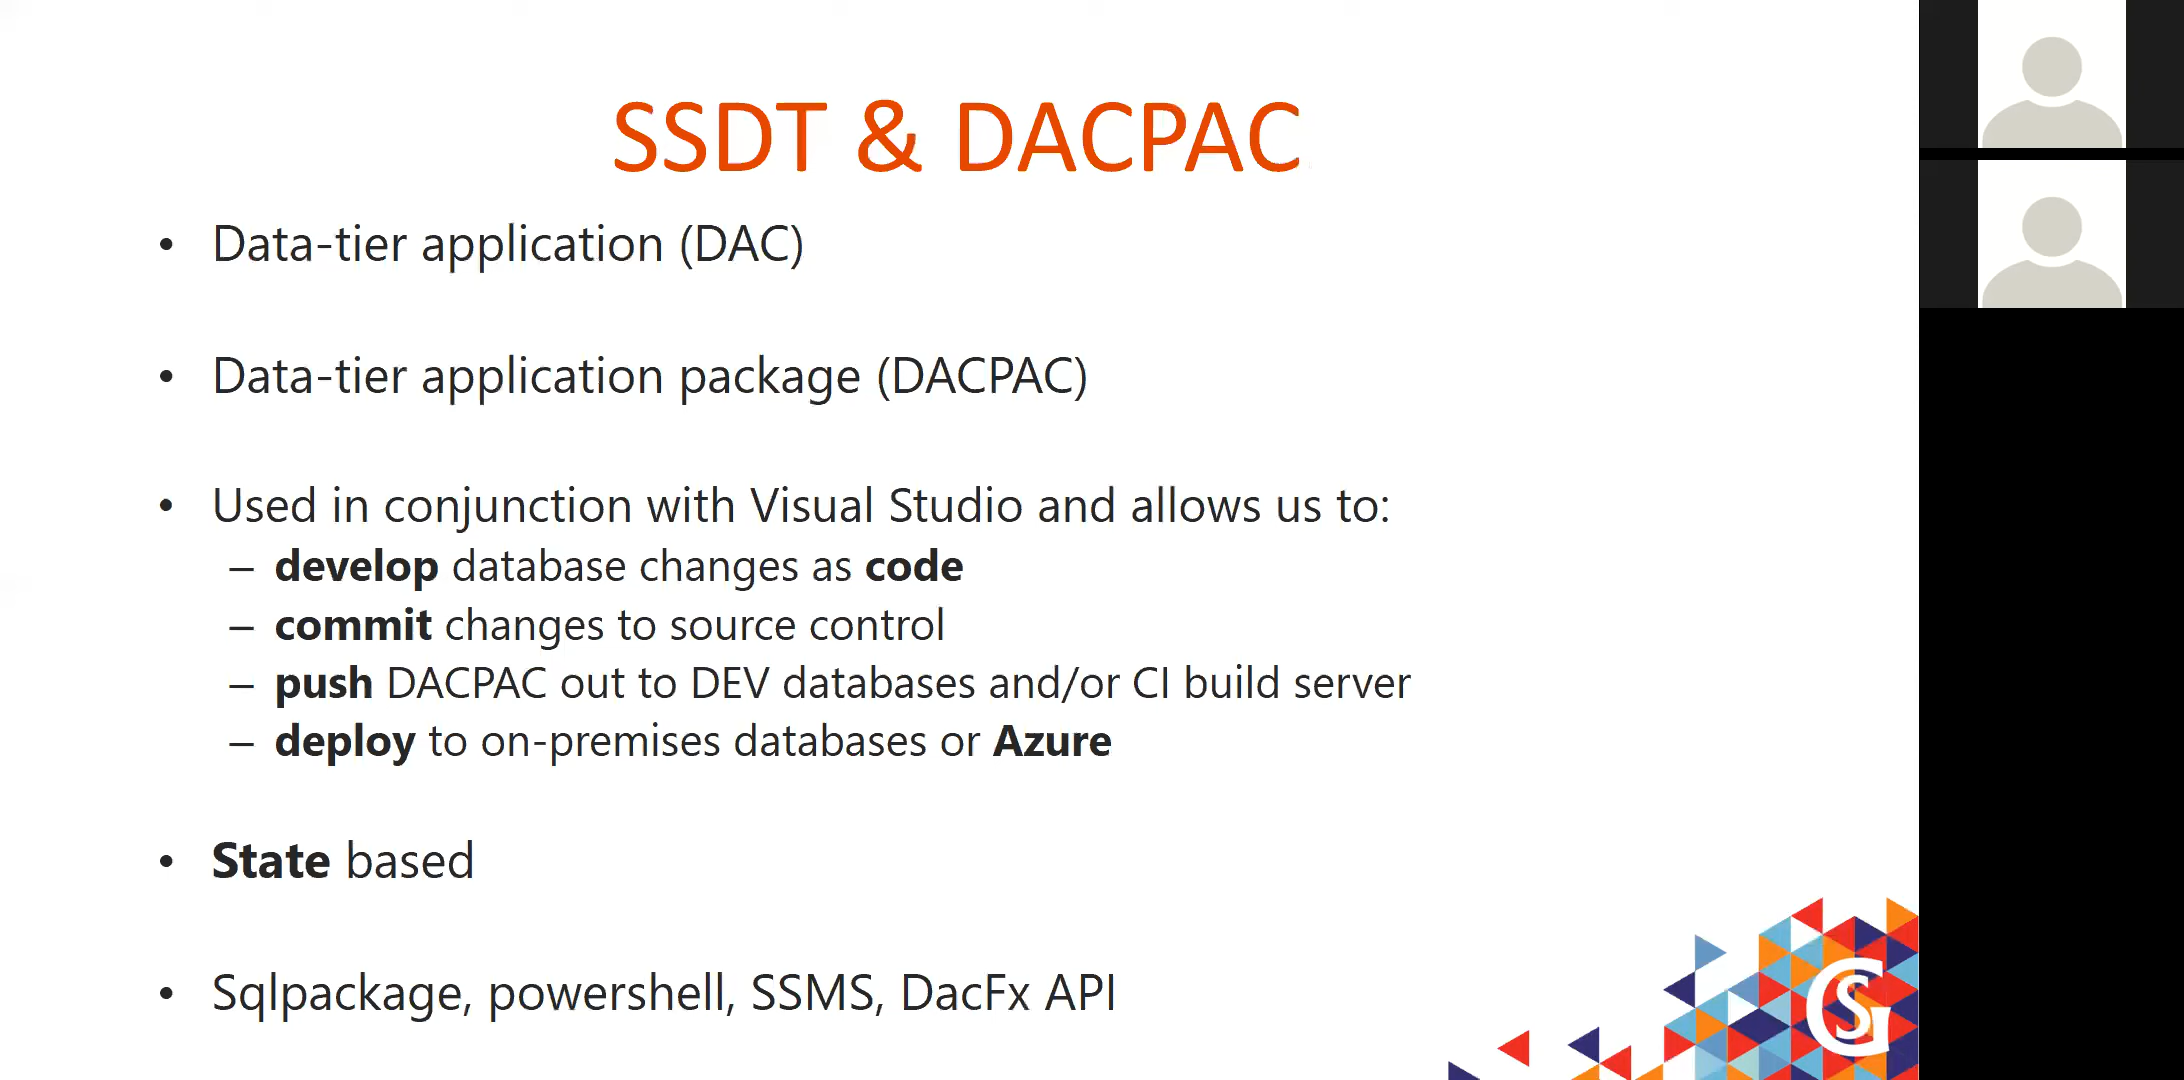 SSDT & DACPAC
• Data-tier application (DAC)
• Data-tier application package (DACPAC)
• Used in conjunction with Visual Studio and allows us to:
– develop database changes as code
– commit changes to source control
– push DACPAC out to DEV databases and/or CI build server
– deploy to on-premises databases or Azure
• State based
• Sqlpackage, powershell, SSMS, DacFx API
GS